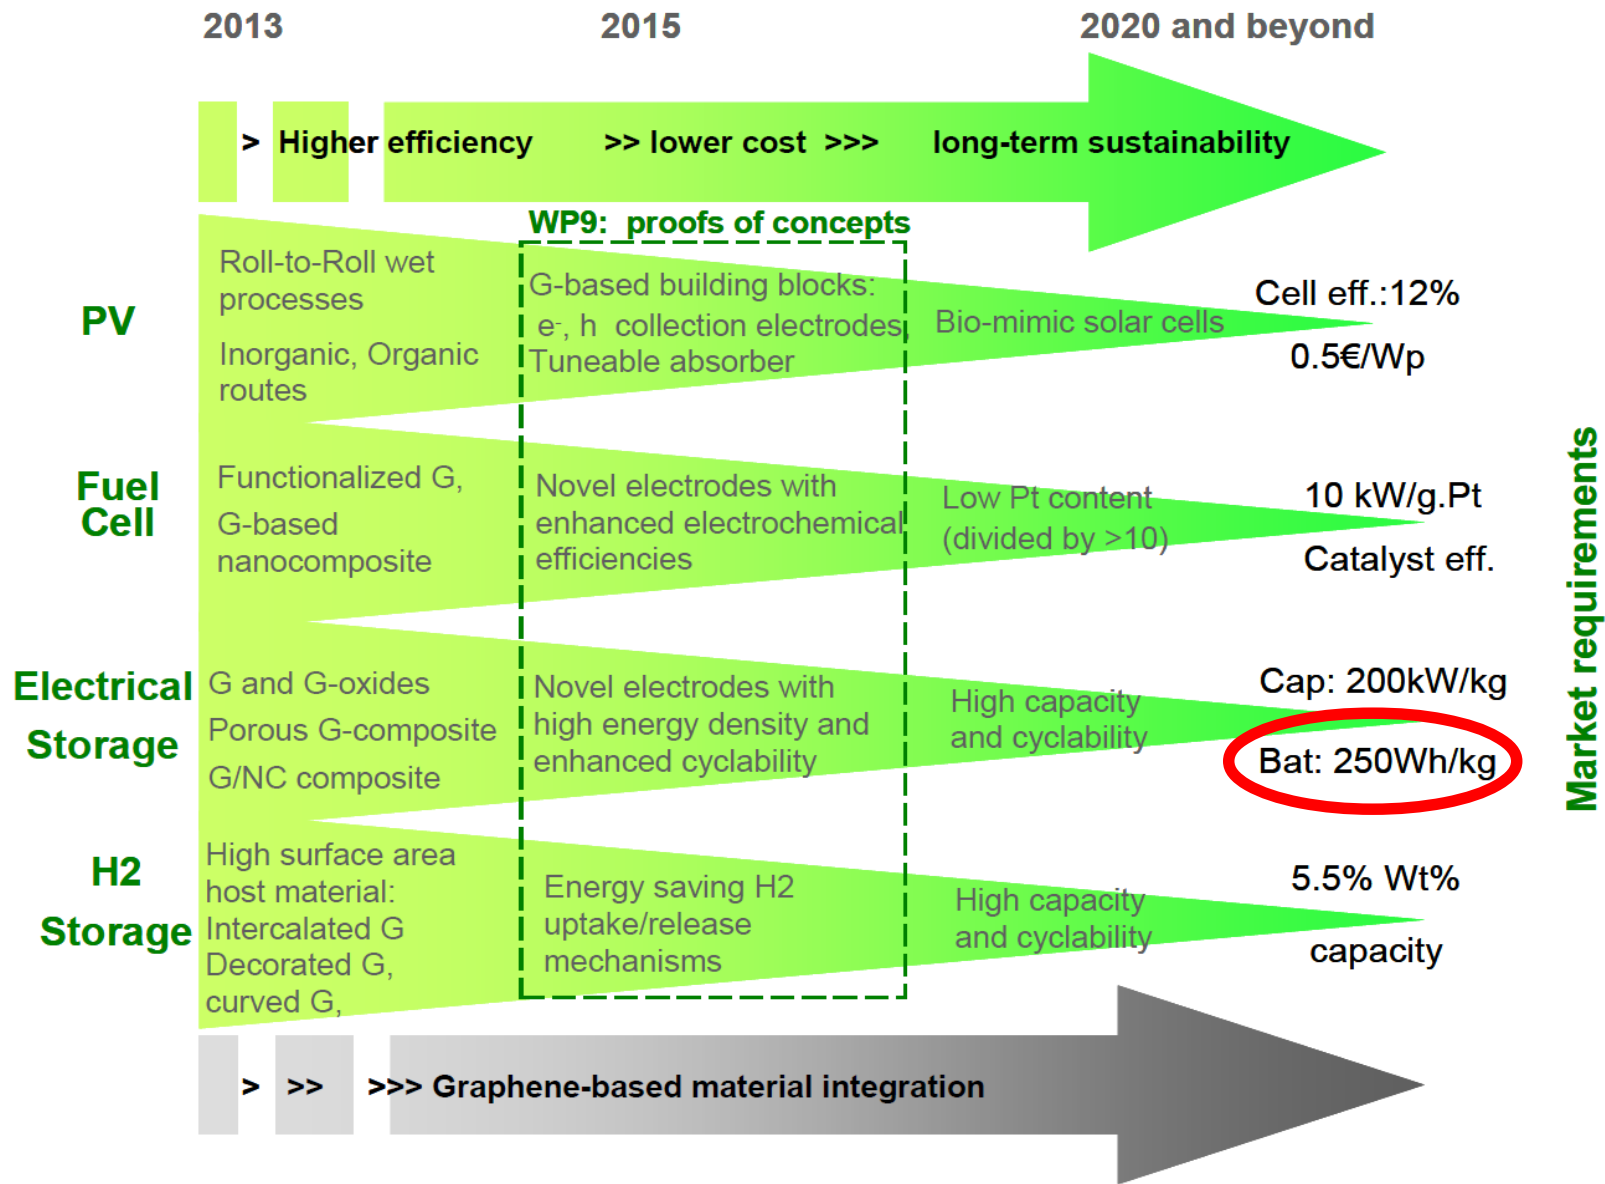 2013 2015 2020 and beyond
> Higher efficiency >> lower cost >>> long-term sustainability
WP9: proofs of concepts
PV
Roll-to-Roll wet
processes
Inorganic, Organic
routes
G-based building blocks:
e-, h collection electrodes,
Tuneable absorber
Bio-mimic solar cells
Cell eff.:12%
0.5€/Wp
Fuel
Cell
Functionalized G,
G-based
nanocomposite
Novel electrodes with
enhanced electrochemical
efficiencies
Low Pt content
(divided by >10)
10 kW/g.Pt
Catalyst eff.
Electrical
Storage
G and G-oxides
Porous G-composite
G/NC composite
Novel electrodes with
high energy density and
enhanced cyclability
High capacity
and cyclability
Cap: 200kW/kg
Bat: 250Wh/kg
H2
Storage
High surface area
host material:
Intercalated G
Decorated G,
curved G,
Energy saving H2
uptake/release
mechanisms
High capacity
and cyclability
5.5% Wt%
capacity
Market requirements
> >> >>> Graphene-based material integration